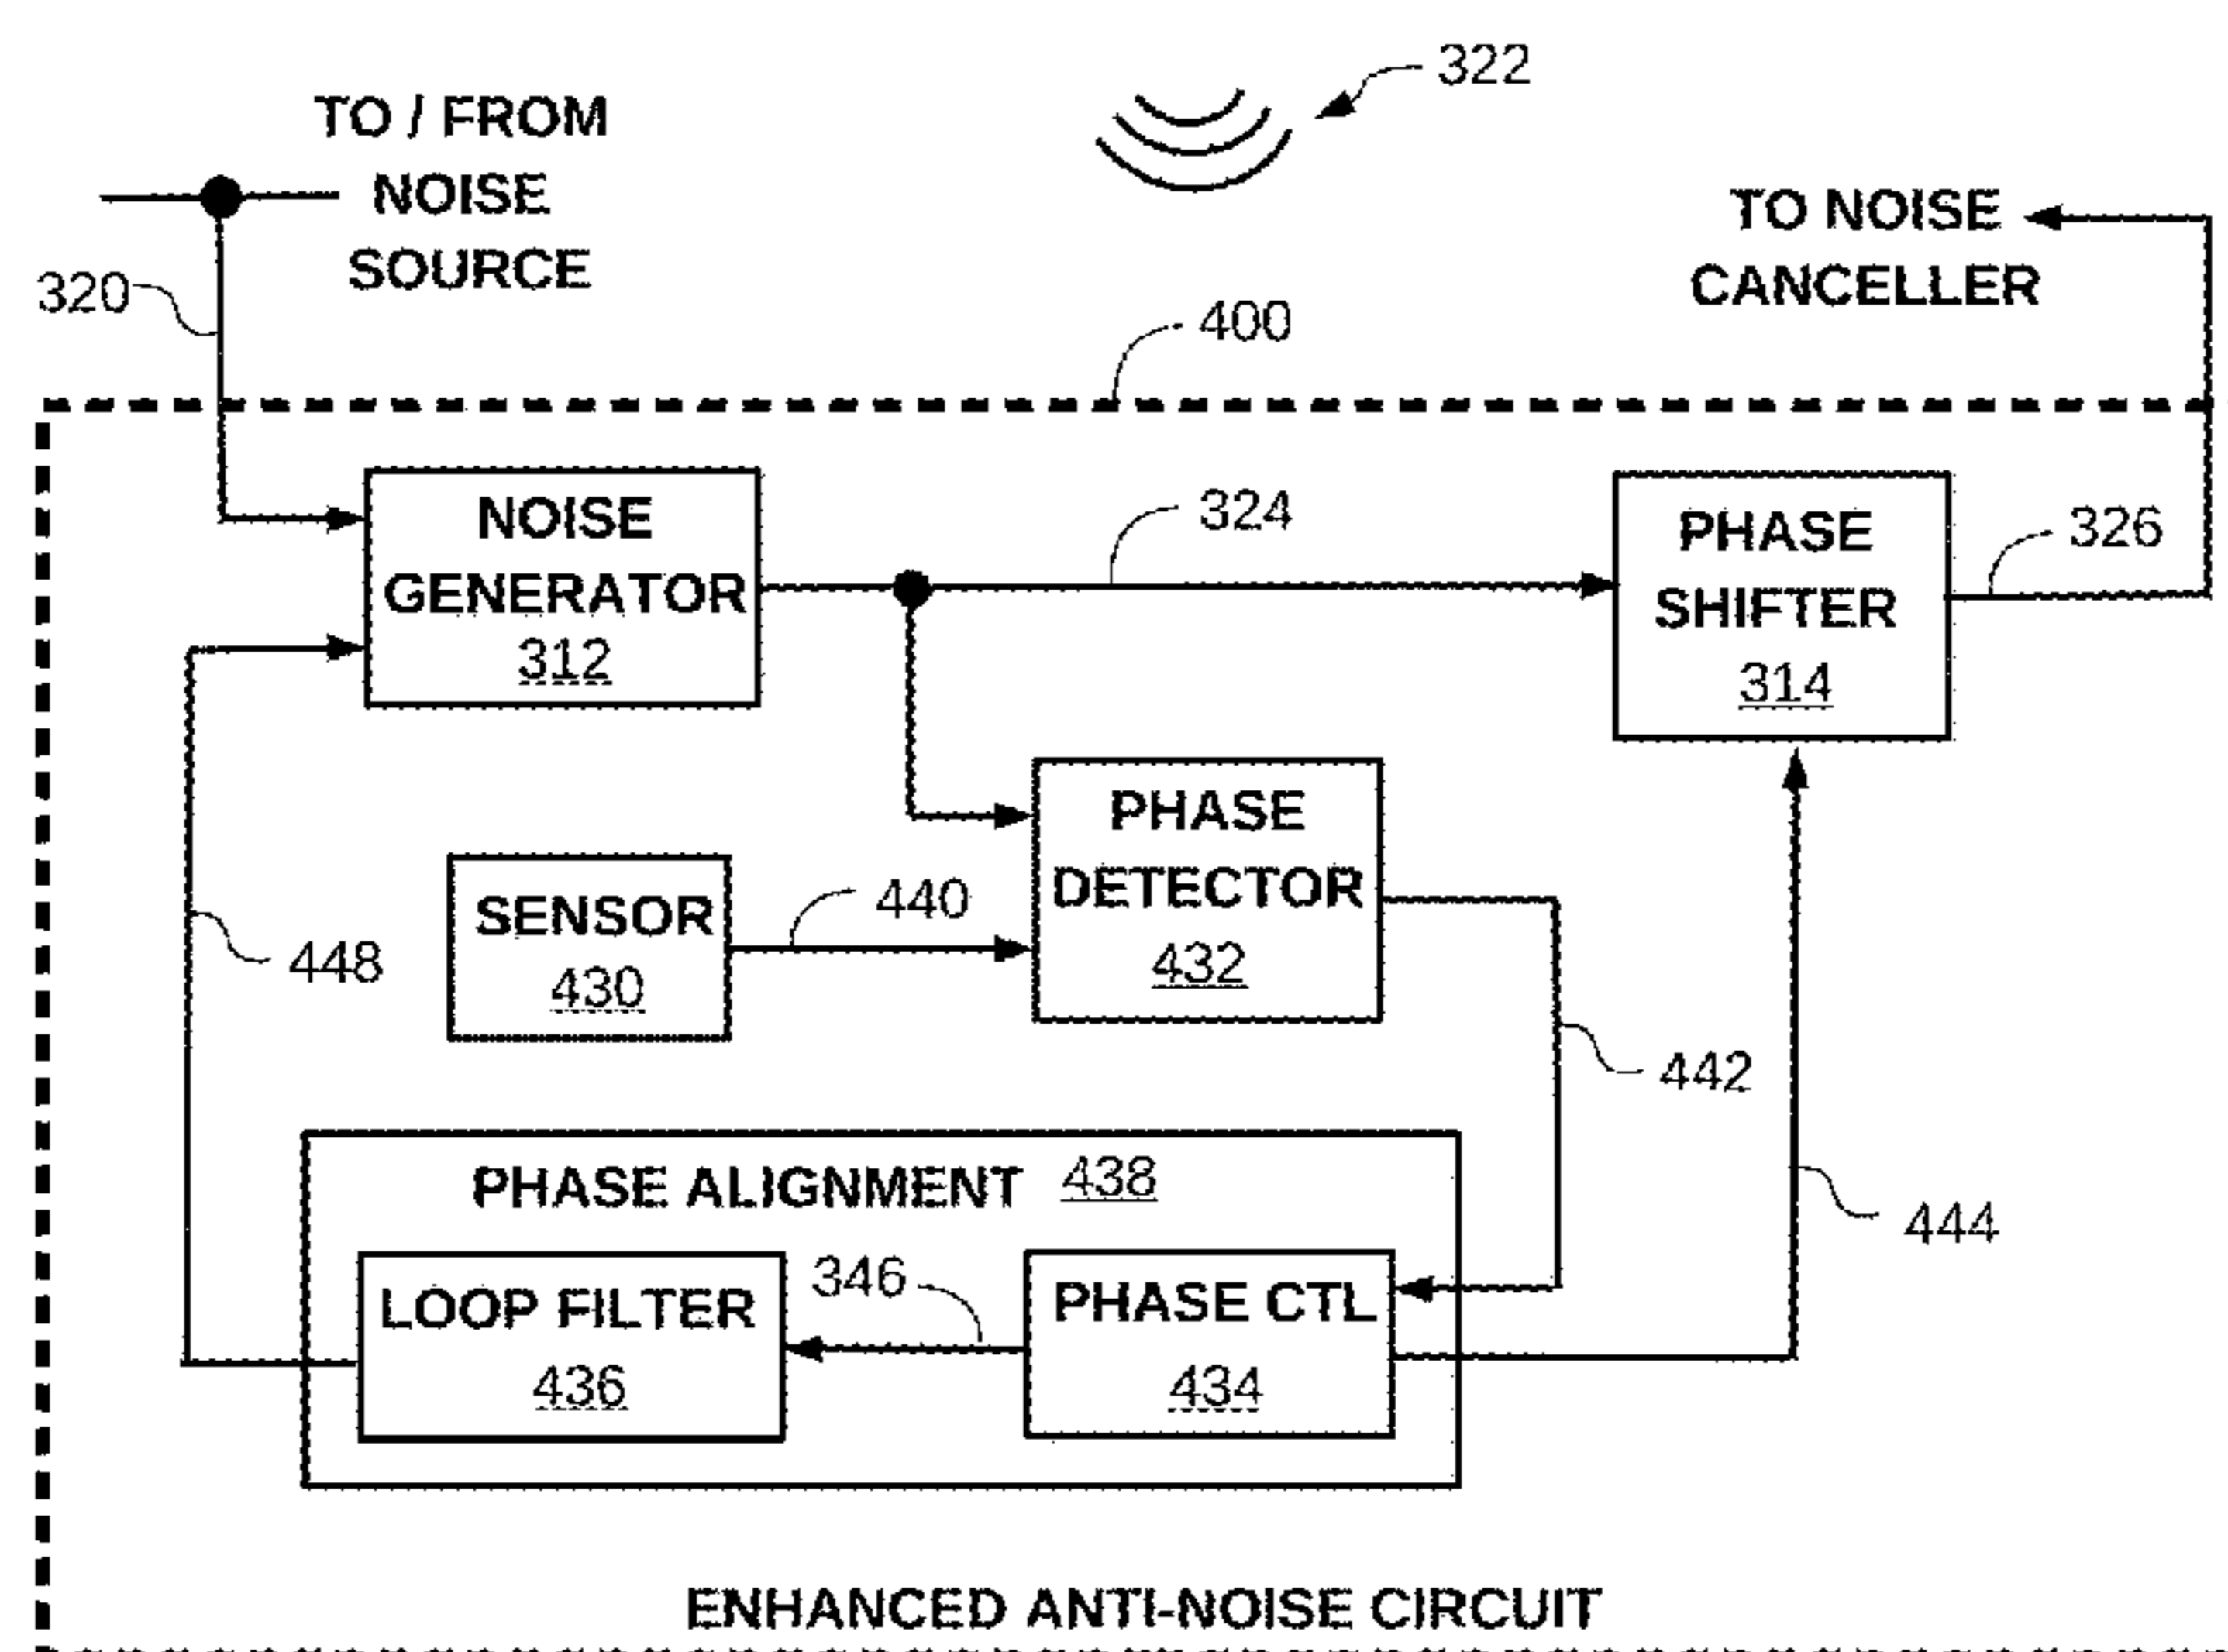 322
TO / FROM
NOISE
SOURCE
TO NOISE
CANCELLER
320
400
NOISE
GENERATOR
312
324
PHASE
SHIFTER
314
326
PHASE
DETECTOR
432
SENSOR
430
440
448
442
PHASE ALIGNMENT 438
444
LOOP FILTER
436
346
PHASE CTL
434
ENHANCED ANTI-NOISE CIRCUIT